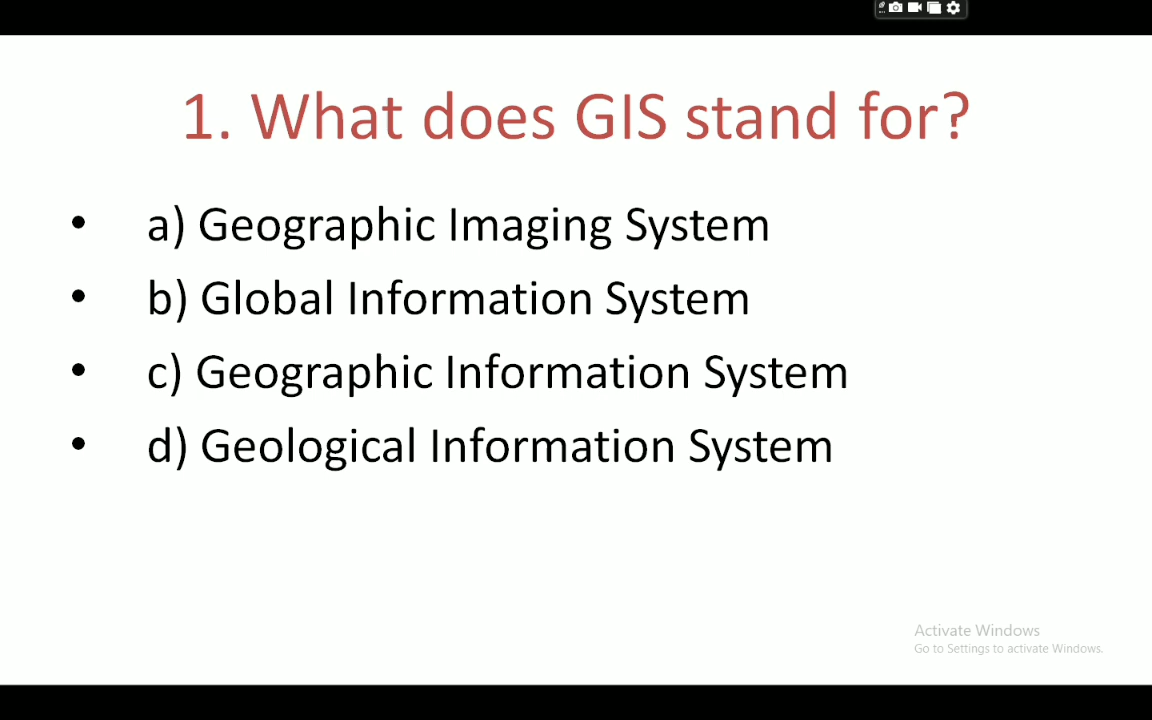 1. What does GIS stand for?
• a) Geographic Imaging System
• b) Global Information System
• c) Geographic Information System
• d) Geological Information System
Activate Windows
Go to Settings to activate Windows.